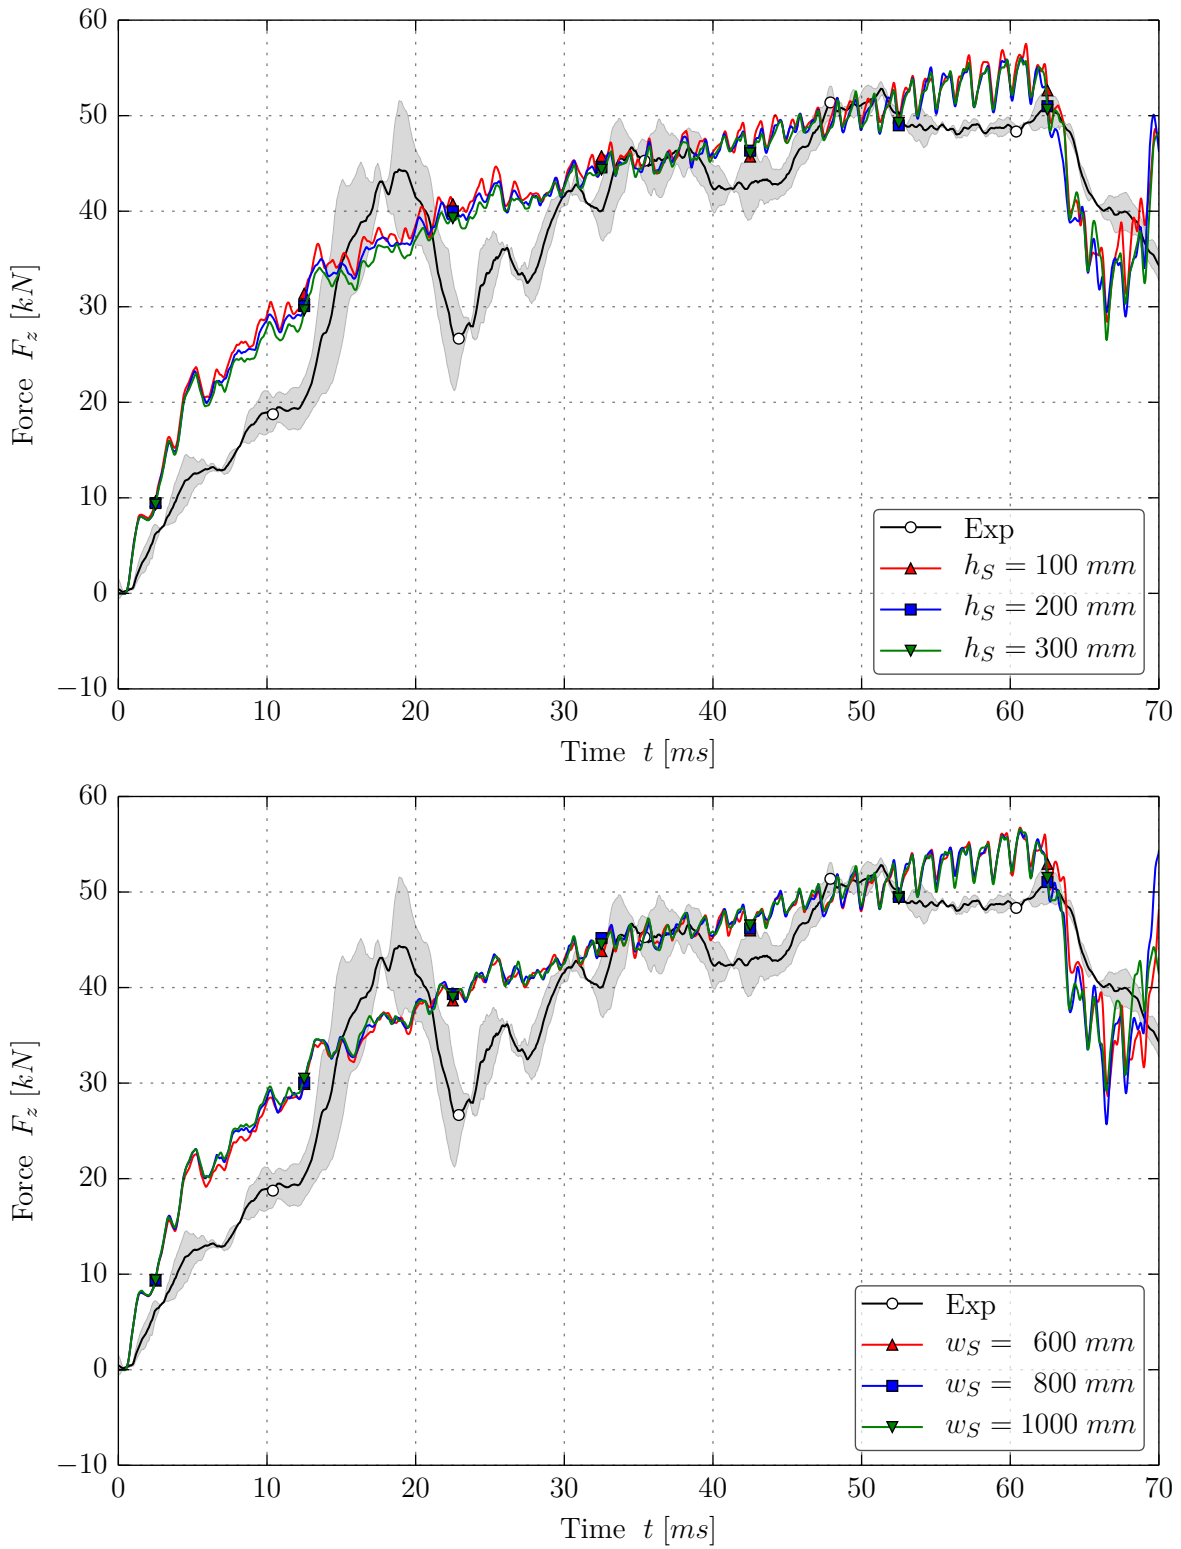 60
50
40
30
20
10
0
−10
Force F_z [kN]
Exp
h_S = 100 mm
h_S = 200 mm
h_S = 300 mm
0 10 20 30 40 50 60 70
Time t [ms]
60
50
40
30
20
10
0
−10
Force F_z [kN]
Exp
w_S = 600 mm
w_S = 800 mm
w_S = 1000 mm
0 10 20 30 40 50 60 70
Time t [ms]